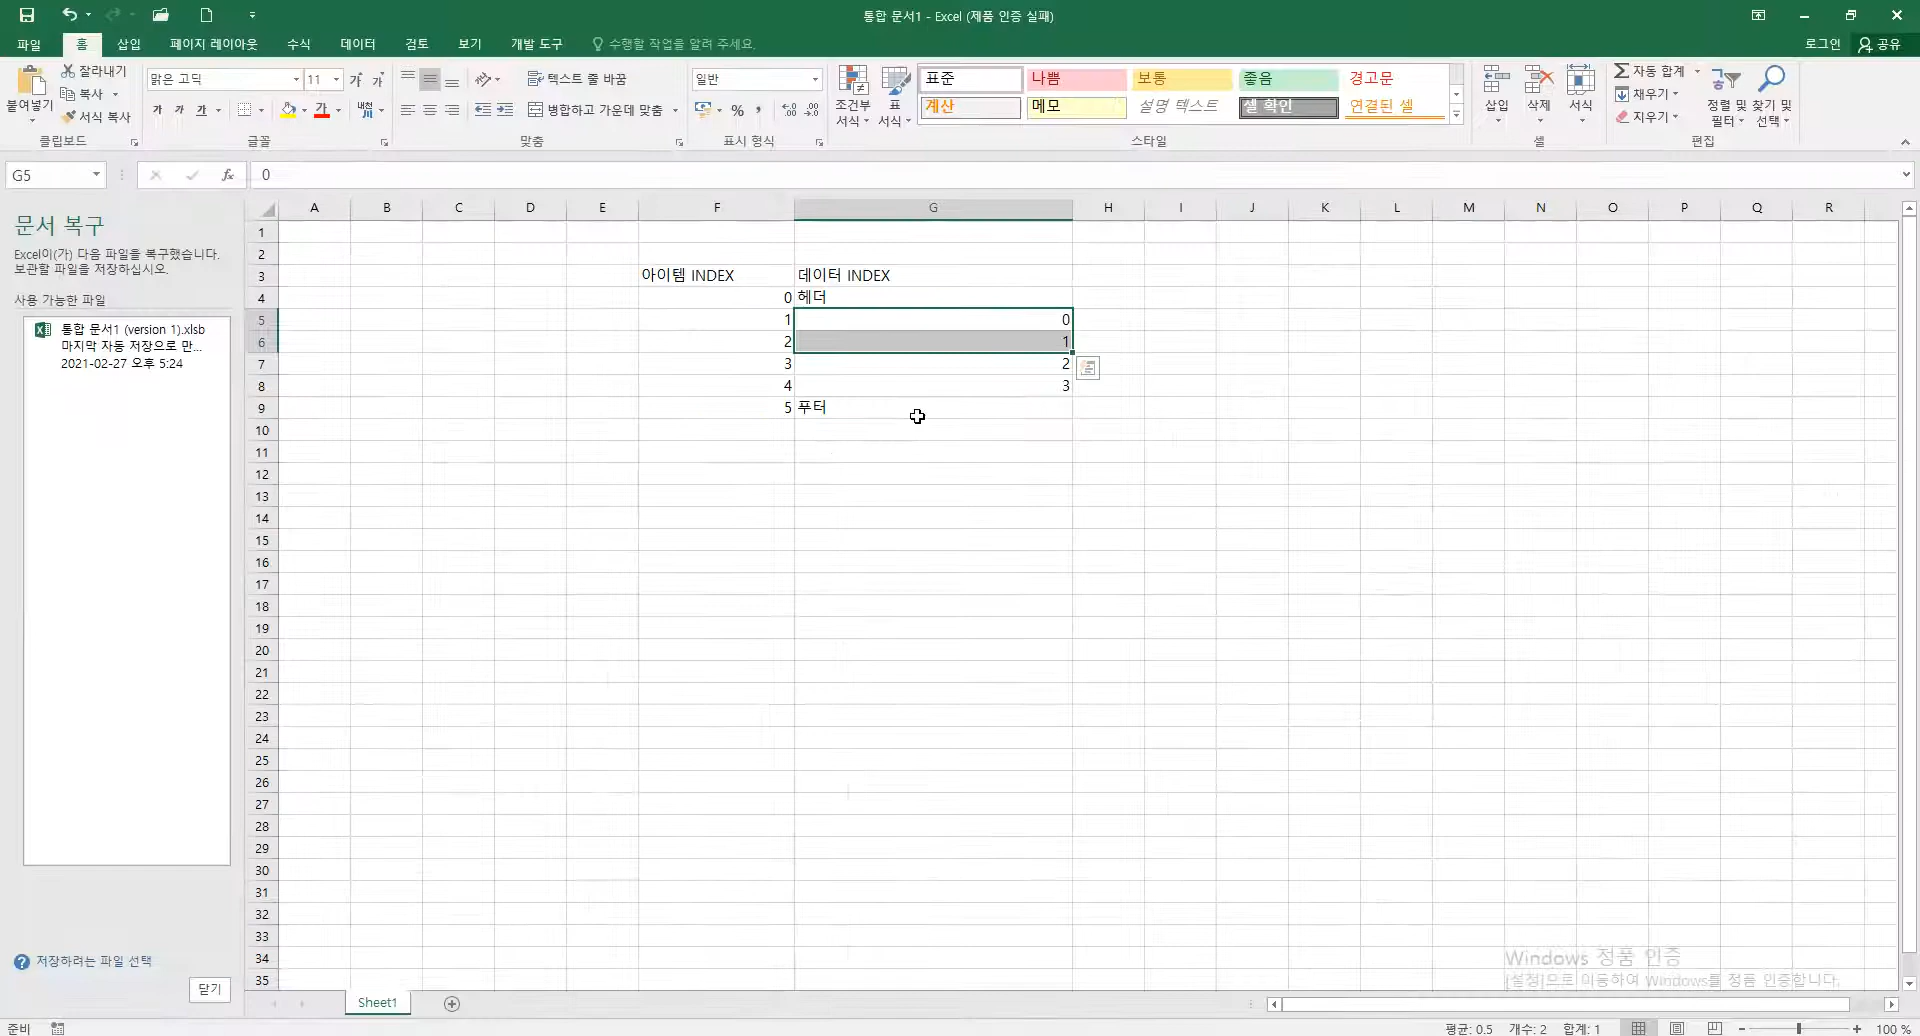 통합 문서1 - Excel (제품 인증 실패)
파일 홈 삽입 페이지 레이아웃 수식 데이터 검토 보기 개발 도구 수행할 작업을 알려 주세요. 로그인 공유
붙여넣기
잘라내기
복사
서식 복사
클립보드
맑은 고딕 11
가 가 가
글꼴
텍스트 줄 바꿈
병합하고 가운데 맞춤
맞춤
일반
%
표시 형식
조건부 서식
표 서식
표준 나쁨 보통 좋음 경고문
계산 메모 설명 텍스트 셀 확인 연결된 셀
스타일
삽입 삭제 서식
셀
자동 합계
채우기
지우기
정렬 및 필터
찾기 및 선택
편집
G5 fx 0
문서 복구
Excel이(가) 다음 파일을 복구했습니다.
보관할 파일을 저장하십시오.
사용 가능한 파일
통합 문서1 (version 1).xlsb
마지막 자동 저장으로 만...
2021-02-27 오후 5:24
저장하려는 파일 선택
닫기
A B C D E F G H I J K L M N O P Q R
1
2
3 아이템 INDEX 데이터 INDEX
4 0 헤더
5 1 0
6 2 1
7 3 2
8 4 3
9 5 푸터
10
11
12
13
14
15
16
17
18
19
20
21
22
23
24
25
26
27
28
29
30
31
32
33
34
35
Windows 정품 인증
[설정]으로 이동하여 Windows를 정품 인증합니다.
Sheet1
준비 평균: 0.5 개수: 2 합계: 1 100 %